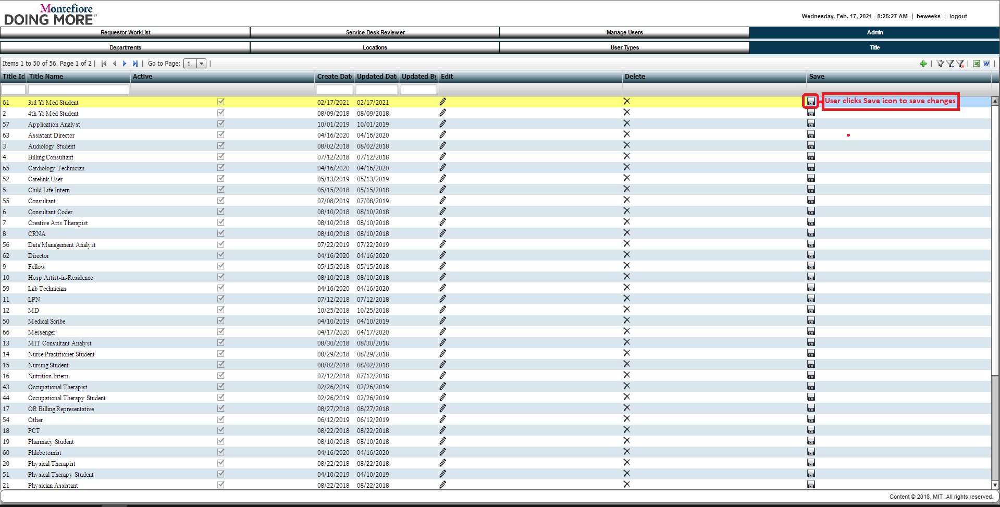 Montefiore
DOING MORE℠
Wednesday, Feb. 17, 2021 - 8:25:27 AM | beweeks | logout
Requestor WorkList Service Desk Reviewer Manage Users Admin
Departments Locations User Types Title
Items 1 to 50 of 56. Page 1 of 2 | Go to Page: 1 |
Title Id Title Name Active Create Date Updated Date Updated By Edit Delete Save
61 3rd Yr Med Student 02/17/2021 02/17/2021 User clicks Save icon to save changes
2 4th Yr Med Student 08/09/2018 08/09/2018
57 Application Analyst 10/01/2019 10/01/2019
63 Assistant Director 04/16/2020 04/16/2020
3 Audiology Student 08/02/2018 08/02/2018
4 Billing Consultant 07/12/2018 07/12/2018
65 Cardiology Technician 04/16/2020 04/16/2020
52 Carelink User 05/13/2019 05/13/2019
5 Child Life Intern 05/15/2018 05/15/2018
55 Consultant 07/08/2019 07/08/2019
6 Consultant Coder 08/10/2018 08/10/2018
7 Creative Arts Therapist 08/10/2018 08/10/2018
8 CRNA 08/10/2018 08/10/2018
56 Data Management Analyst 07/22/2019 07/22/2019
62 Director 04/16/2020 04/16/2020
9 Fellow 05/15/2018 05/15/2018
10 Hosp Artist-in-Residence 08/10/2018 08/10/2018
59 Lab Technician 04/16/2020 04/16/2020
11 LPN 07/12/2018 07/12/2018
12 MD 10/25/2018 10/25/2018
50 Medical Scribe 04/10/2019 04/10/2019
66 Messenger 04/17/2020 04/17/2020
13 MIT Consultant Analyst 08/30/2018 08/30/2018
14 Nurse Practitioner Student 08/29/2018 08/29/2018
15 Nursing Student 08/02/2018 08/02/2018
16 Nutrition Intern 07/12/2018 07/12/2018
43 Occupational Therapist 02/26/2019 02/26/2019
44 Occupational Therapy Student 02/26/2019 02/26/2019
17 OR Billing Representative 08/27/2018 08/27/2018
54 Other 06/12/2019 06/12/2019
18 PCT 08/22/2018 08/22/2018
19 Pharmacy Student 08/10/2018 08/10/2018
60 Phlebotomist 04/16/2020 04/16/2020
20 Physical Therapist 08/22/2018 08/22/2018
51 Physical Therapy Student 04/10/2019 04/10/2019
21 Physician Assistant 08/22/2018 08/22/2018
Content © 2018, MIT .All rights reserved.